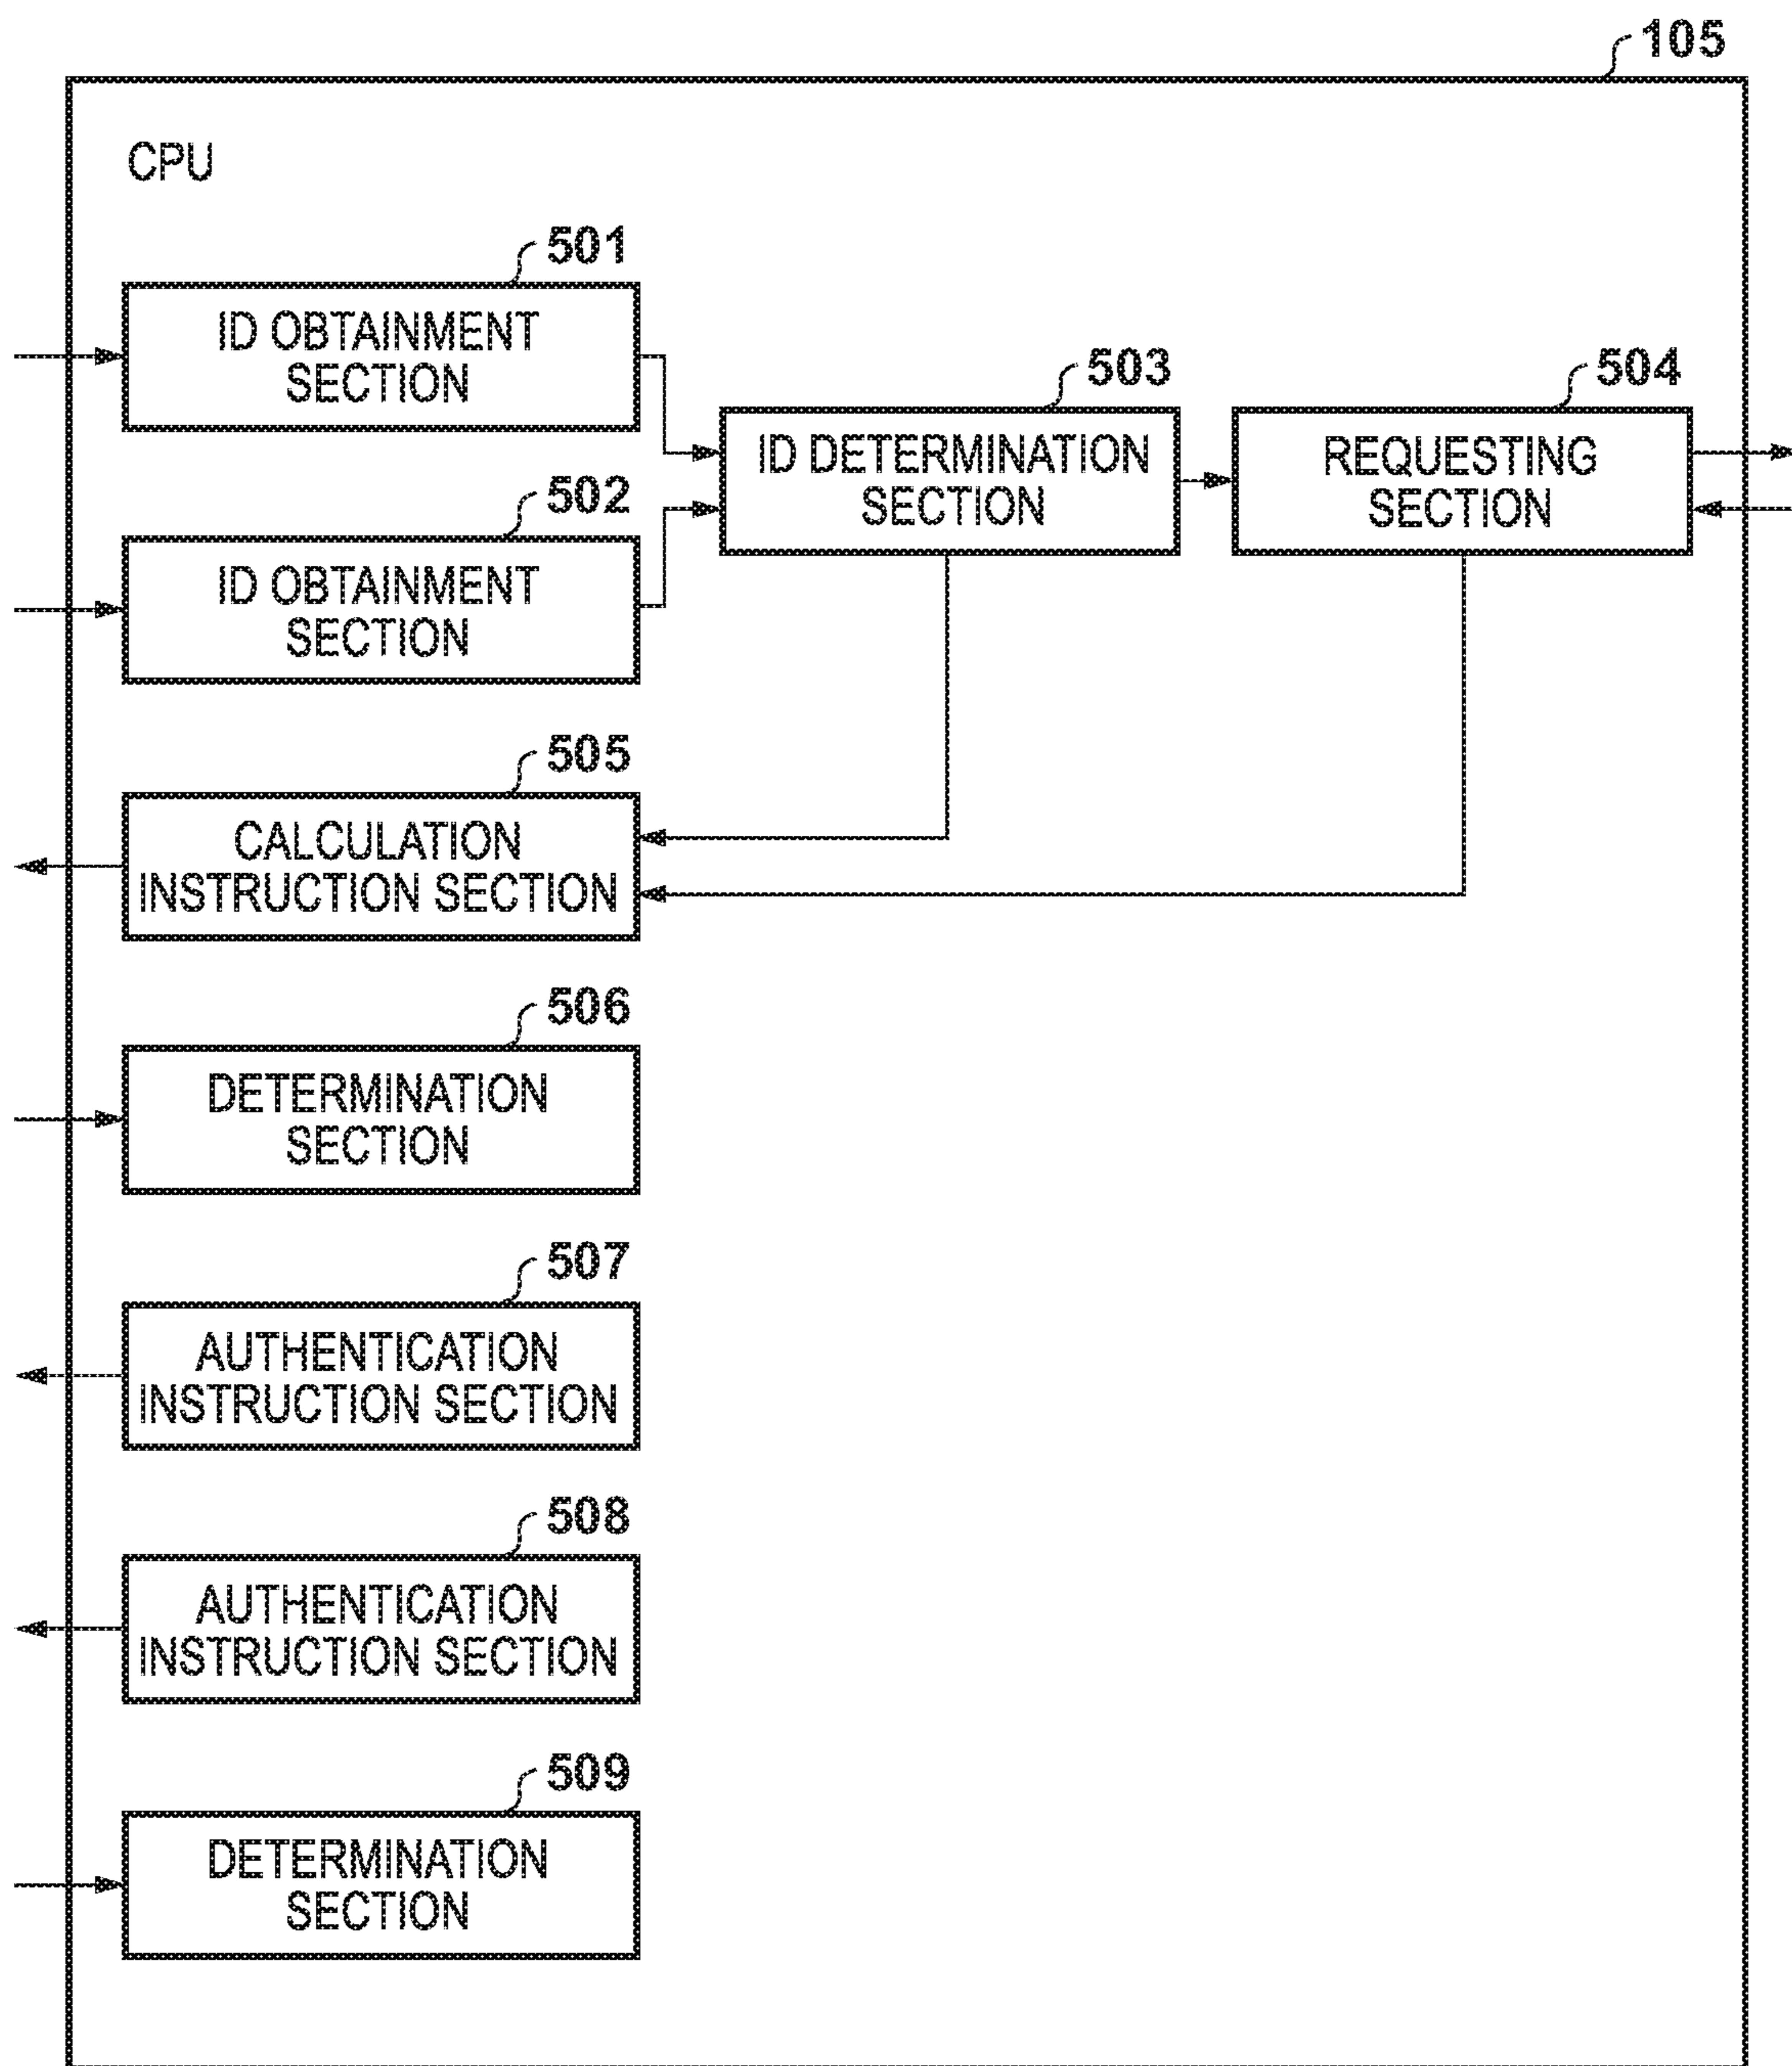 105
CPU
501
ID OBTAINMENT
SECTION
503
ID DETERMINATION
SECTION
504
REQUESTING
SECTION
502
ID OBTAINMENT
SECTION
505
CALCULATION
INSTRUCTION SECTION
506
DETERMINATION
SECTION
507
AUTHENTICATION
INSTRUCTION SECTION
508
AUTHENTICATION
INSTRUCTION SECTION
509
DETERMINATION
SECTION